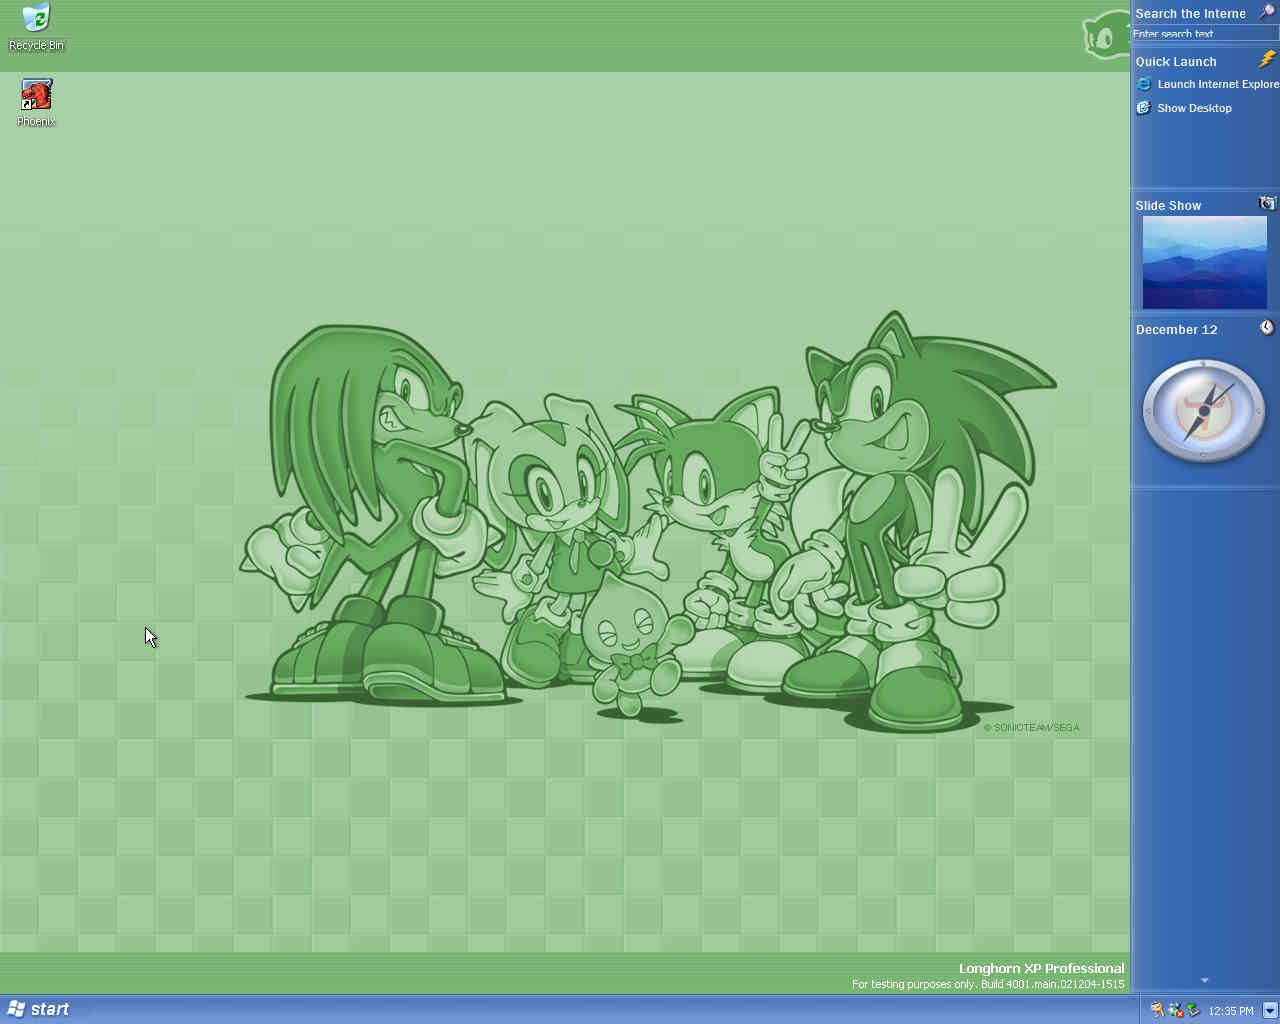 Recycle Bin
Phoenix
Search the Interne
Enter search text
Quick Launch
Launch Internet Explore
Show Desktop
Slide Show
December 12
© SONICTEAM/SEGA
Longhorn XP Professional
For testing purposes only. Build 4001.main.021204-1515
start
12:35 PM